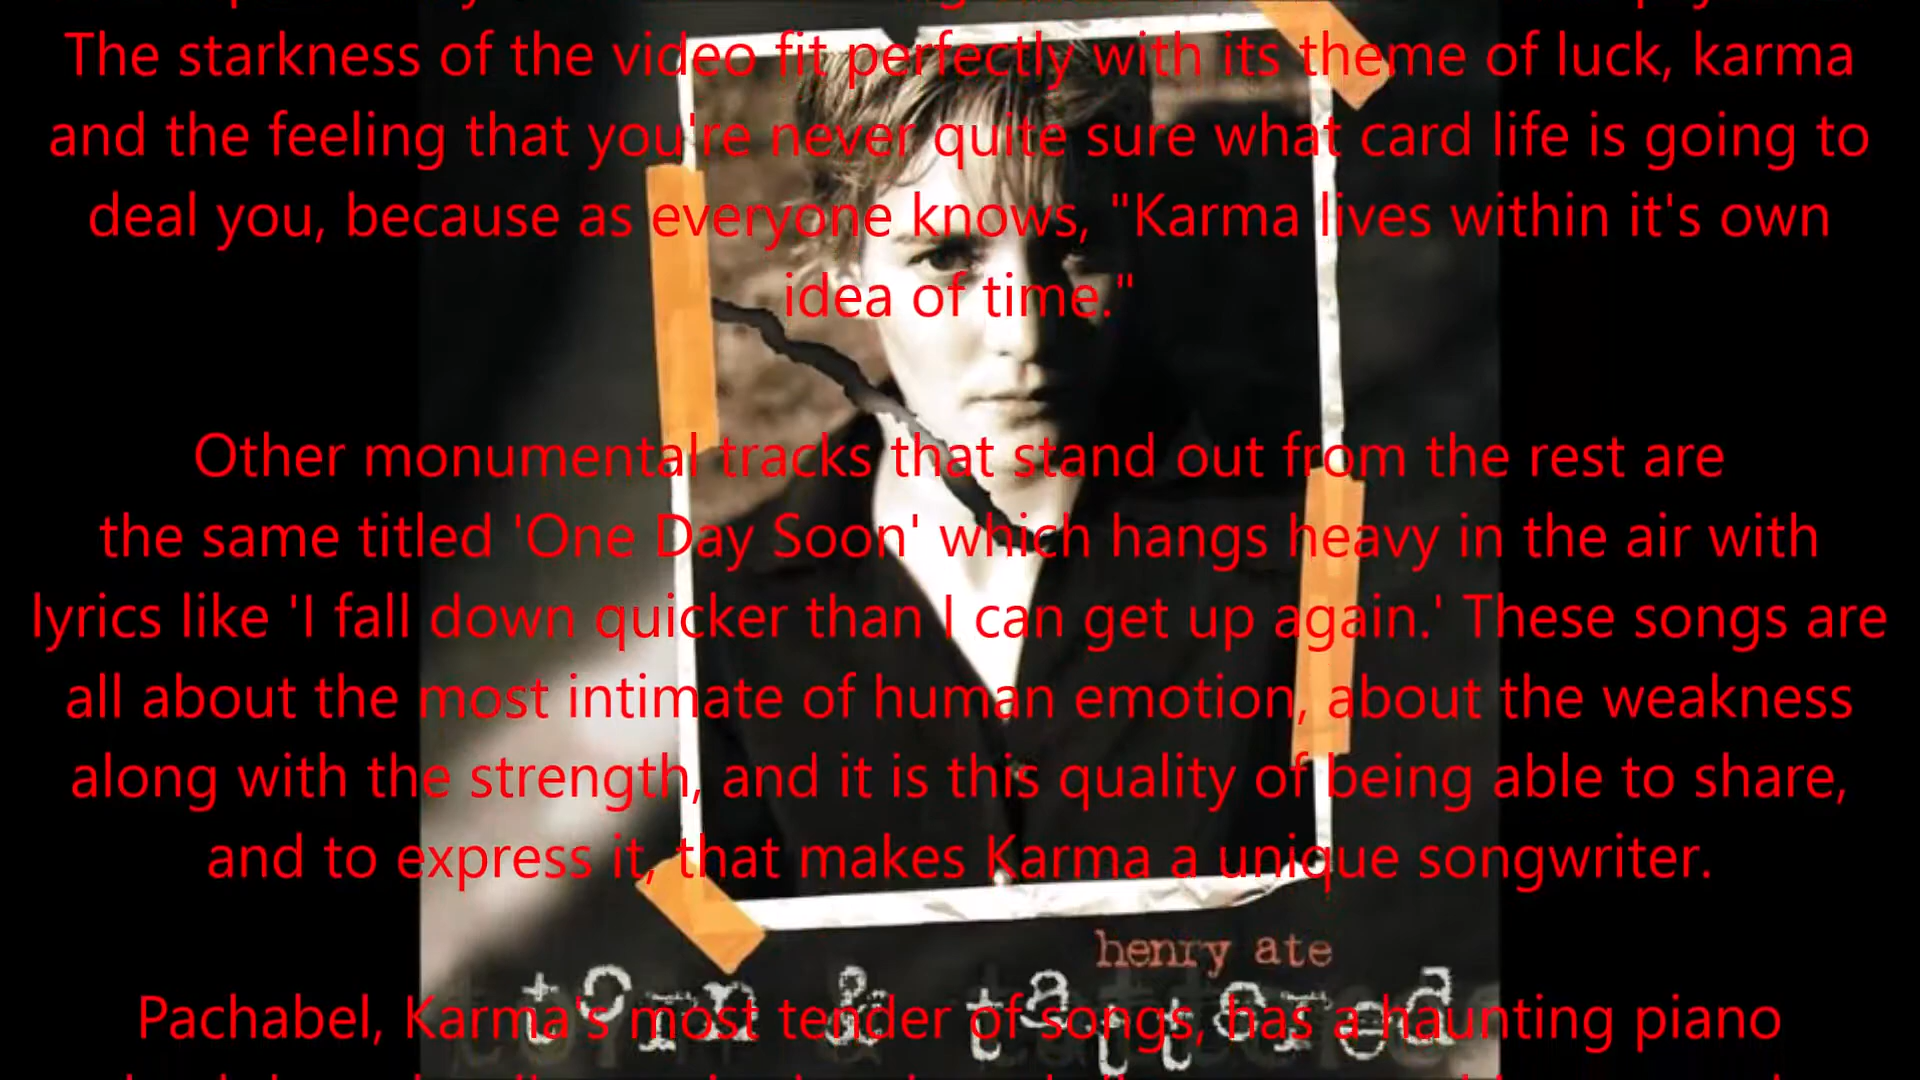 The starkness of the video fit perfectly with its theme of luck, karma
and the feeling that you're never quite sure what card life is going to
deal you, because as everyone knows, "Karma lives within it's own
idea of time."
Other monumental tracks that stand out from the rest are
the same titled 'One Day Soon' which hangs heavy in the air with
lyrics like 'I fall down quicker than I can get up again.' These songs are
all about the most intimate of human emotion, about the weakness
along with the strength, and it is this quality of being able to share,
and to express it, that makes Karma a unique songwriter.
henry ate
torn & tattored
Pachabel, Karma's most tender of songs, has a haunting piano